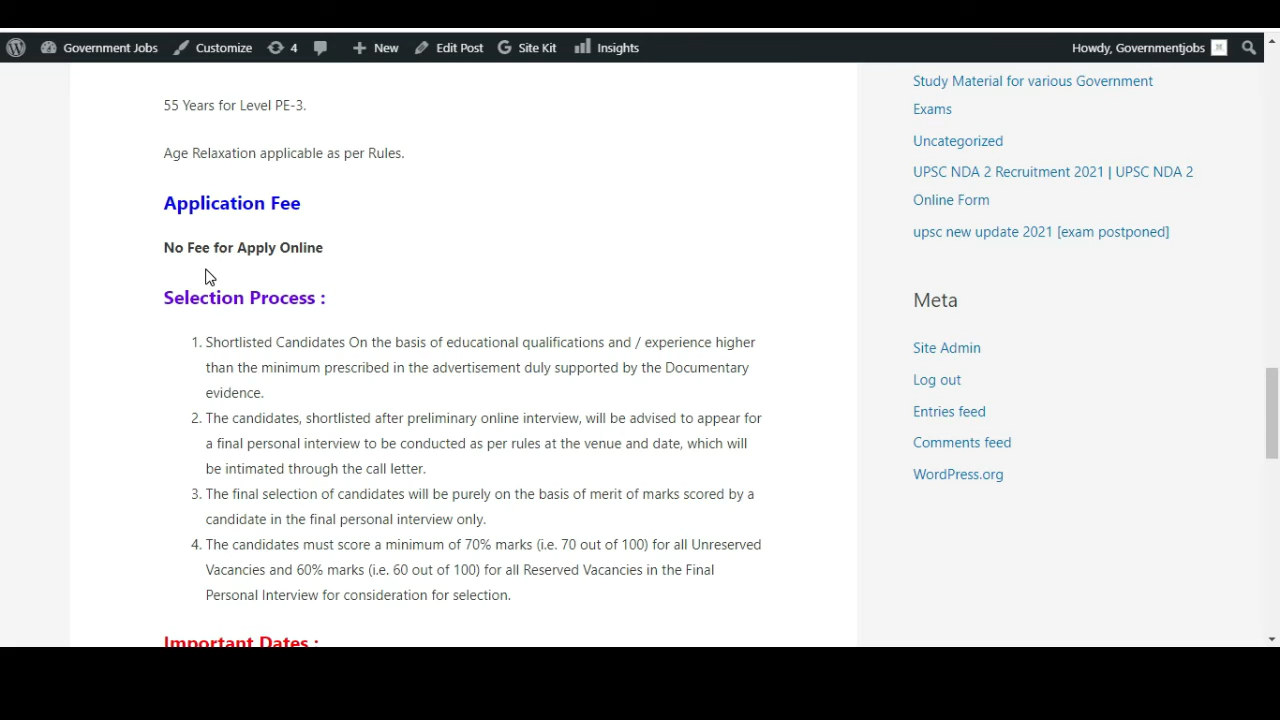 Government Jobs Customize 4 New Edit Post Site Kit Insights Howdy, Governmentjobs
55 Years for Level PE-3.
Age Relaxation applicable as per Rules.
Application Fee
No Fee for Apply Online
Selection Process :
1. Shortlisted Candidates On the basis of educational qualifications and / experience higher
than the minimum prescribed in the advertisement duly supported by the Documentary
evidence.
2. The candidates, shortlisted after preliminary online interview, will be advised to appear for
a final personal interview to be conducted as per rules at the venue and date, which will
be intimated through the call letter.
3. The final selection of candidates will be purely on the basis of merit of marks scored by a
candidate in the final personal interview only.
4. The candidates must score a minimum of 70% marks (i.e. 70 out of 100) for all Unreserved
Vacancies and 60% marks (i.e. 60 out of 100) for all Reserved Vacancies in the Final
Personal Interview for consideration for selection.
Important Dates :
Study Material for various Government
Exams
Uncategorized
UPSC NDA 2 Recruitment 2021 | UPSC NDA 2
Online Form
upsc new update 2021 [exam postponed]
Meta
Site Admin
Log out
Entries feed
Comments feed
WordPress.org